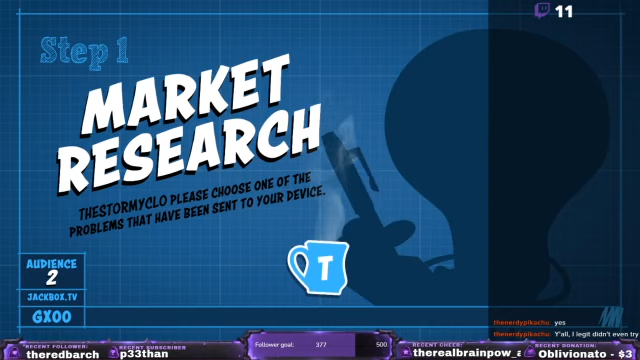 11
Step 1
MARKET
RESEARCH
THESTORMYCLO PLEASE CHOOSE ONE OF THE
PROBLEMS THAT HAVE BEEN SENT TO YOUR DEVICE.
T
AUDIENCE
2
JACKBOX.TV
GXOO
thenerdypikachu: yes
thenerdypikachu: Y'all, I legit didn't even try
RECENT FOLLOWER:
theredbarch
RECENT SUBSCRIBER
p33than
Follower goal: 377 500
RECENT CHEER:
therealbrainpow_
RECENT DONATION:
Oblivionato - $3